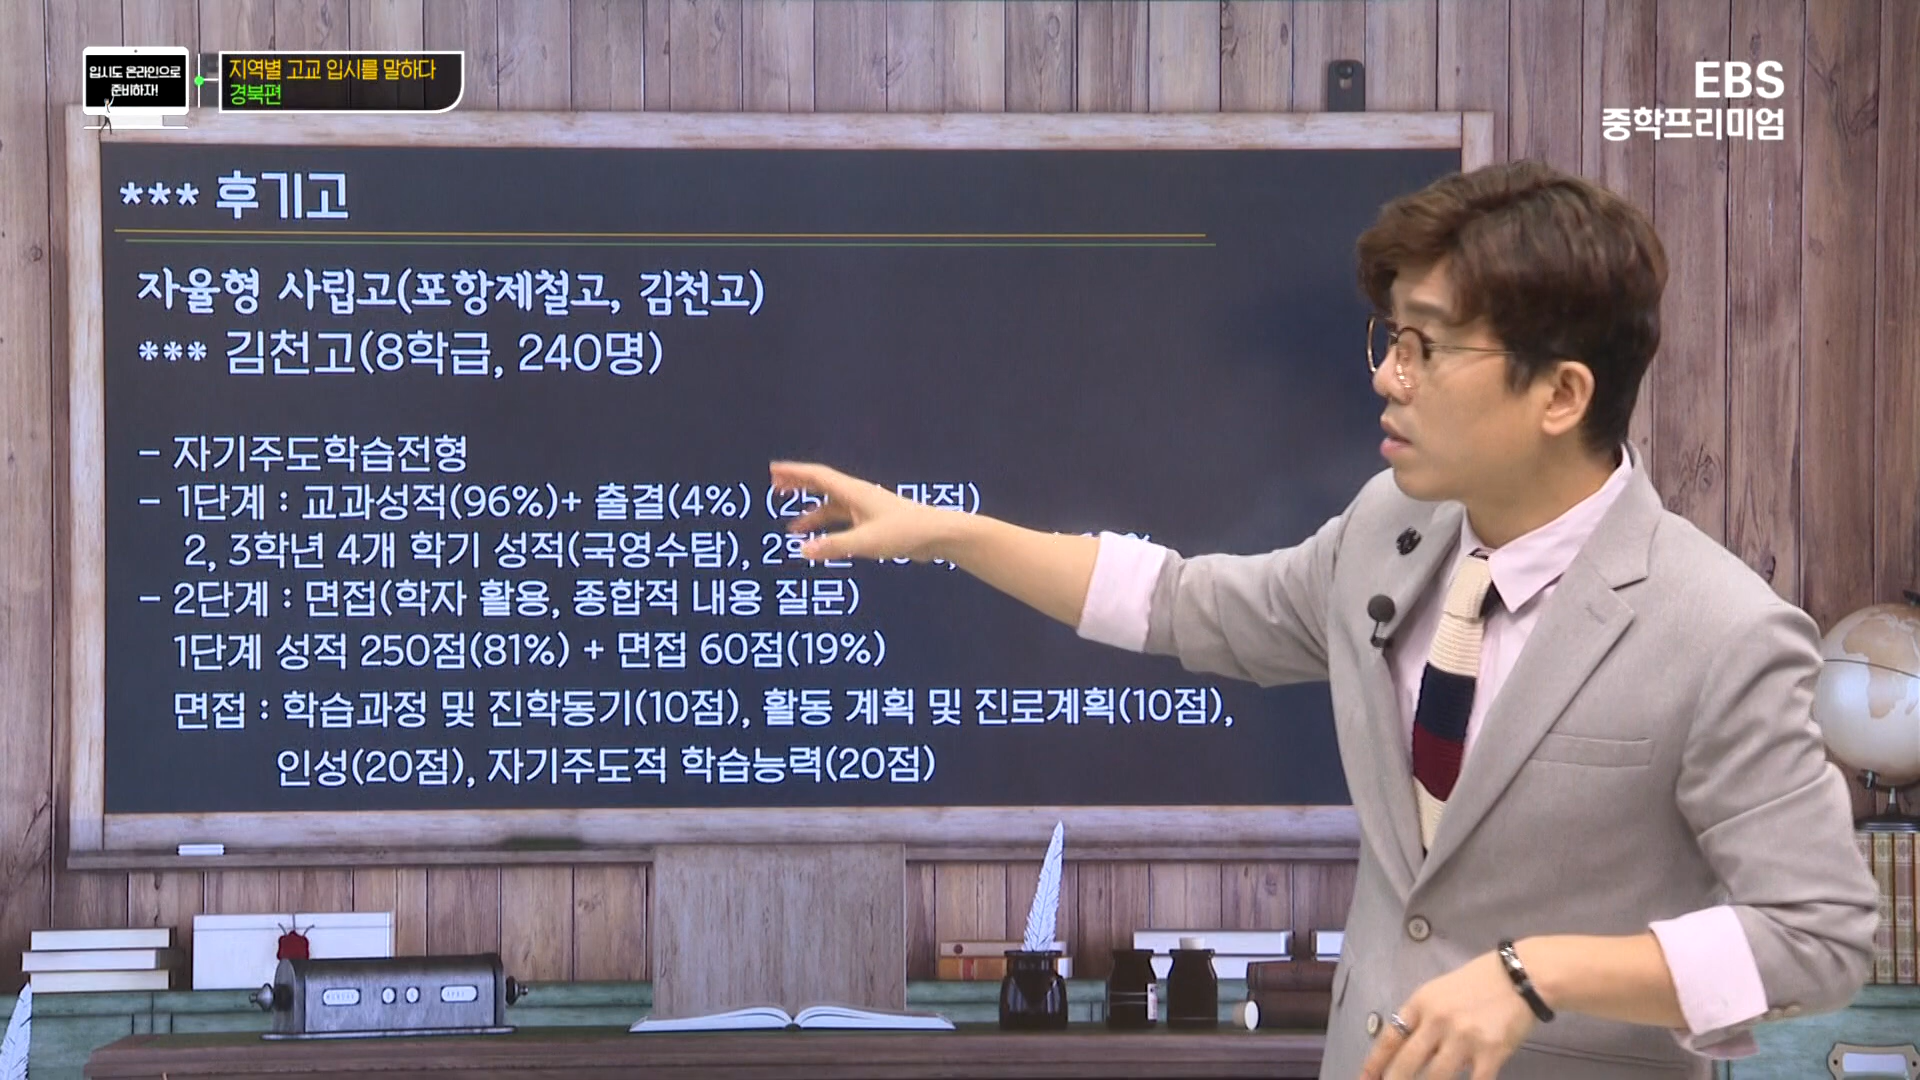 입시도 온라인으로
준비하자!
지역별 고교 입시를 말하다
경북편
EBS
중학프리미엄
*** 후기고
자율형 사립고(포항제철고, 김천고)
*** 김천고(8학급, 240명)
- 자기주도학습전형
- 1단계 : 교과성적(96%)+ 출결(4%) 만점)
2, 3학년 4개 학기 성적(국영수탐),
- 2단계 : 면접(학자 활용, 종합적 내용 질문)
1단계 성적 250점(81%) + 면접 60점(19%)
면접 : 학습과정 및 진학동기(10점), 활동 계획 및 진로계획(10점),
인성(20점), 자기주도적 학습능력(20점)